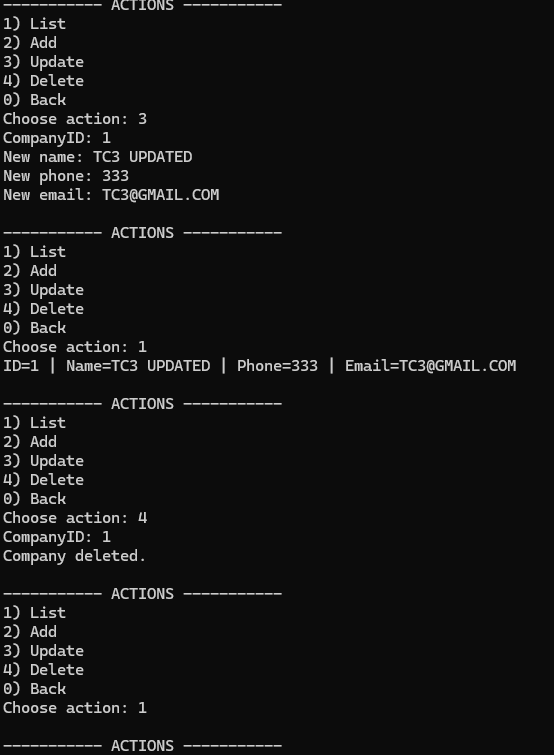 ----------- ACTIONS -----------
1) List
2) Add
3) Update
4) Delete
0) Back
Choose action: 3
CompanyID: 1
New name: TC3 UPDATED
New phone: 333
New email: TC3@GMAIL.COM
----------- ACTIONS -----------
1) List
2) Add
3) Update
4) Delete
0) Back
Choose action: 1
ID=1 | Name=TC3 UPDATED | Phone=333 | Email=TC3@GMAIL.COM
----------- ACTIONS -----------
1) List
2) Add
3) Update
4) Delete
0) Back
Choose action: 4
CompanyID: 1
Company deleted.
----------- ACTIONS -----------
1) List
2) Add
3) Update
4) Delete
0) Back
Choose action: 1
----------- ACTIONS -----------